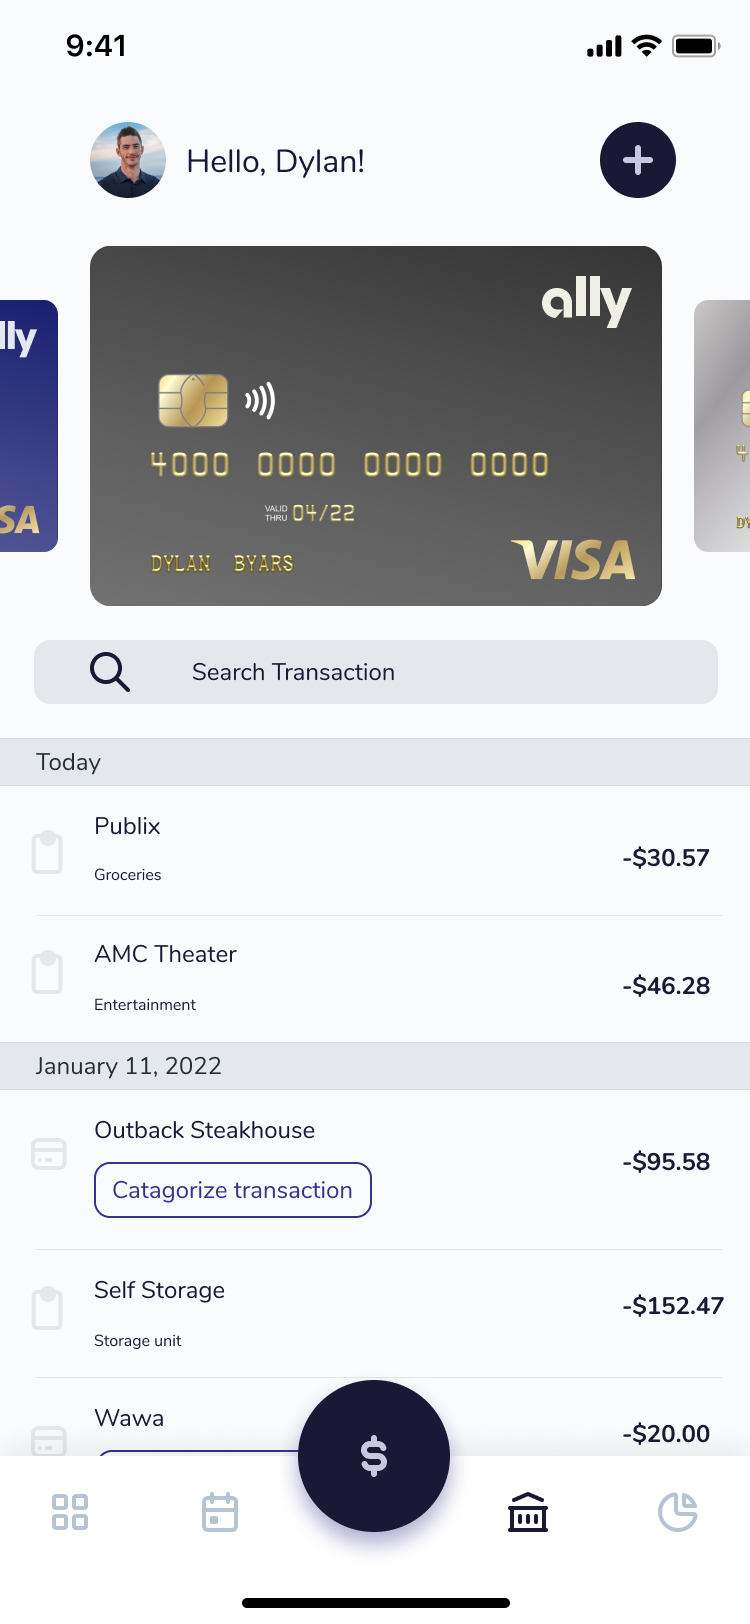 9:41
Hello, Dylan!
lly
ally
4000 0000 0000 0000
4
VALID
THRU 04/22
SA
DYLAN BYARS
VISA
DY
Search Transaction
Today
Publix
Groceries
-$30.57
AMC Theater
Entertainment
-$46.28
January 11, 2022
Outback Steakhouse
Catagorize transaction
-$95.58
Self Storage
Storage unit
-$152.47
Wawa
-$20.00
$